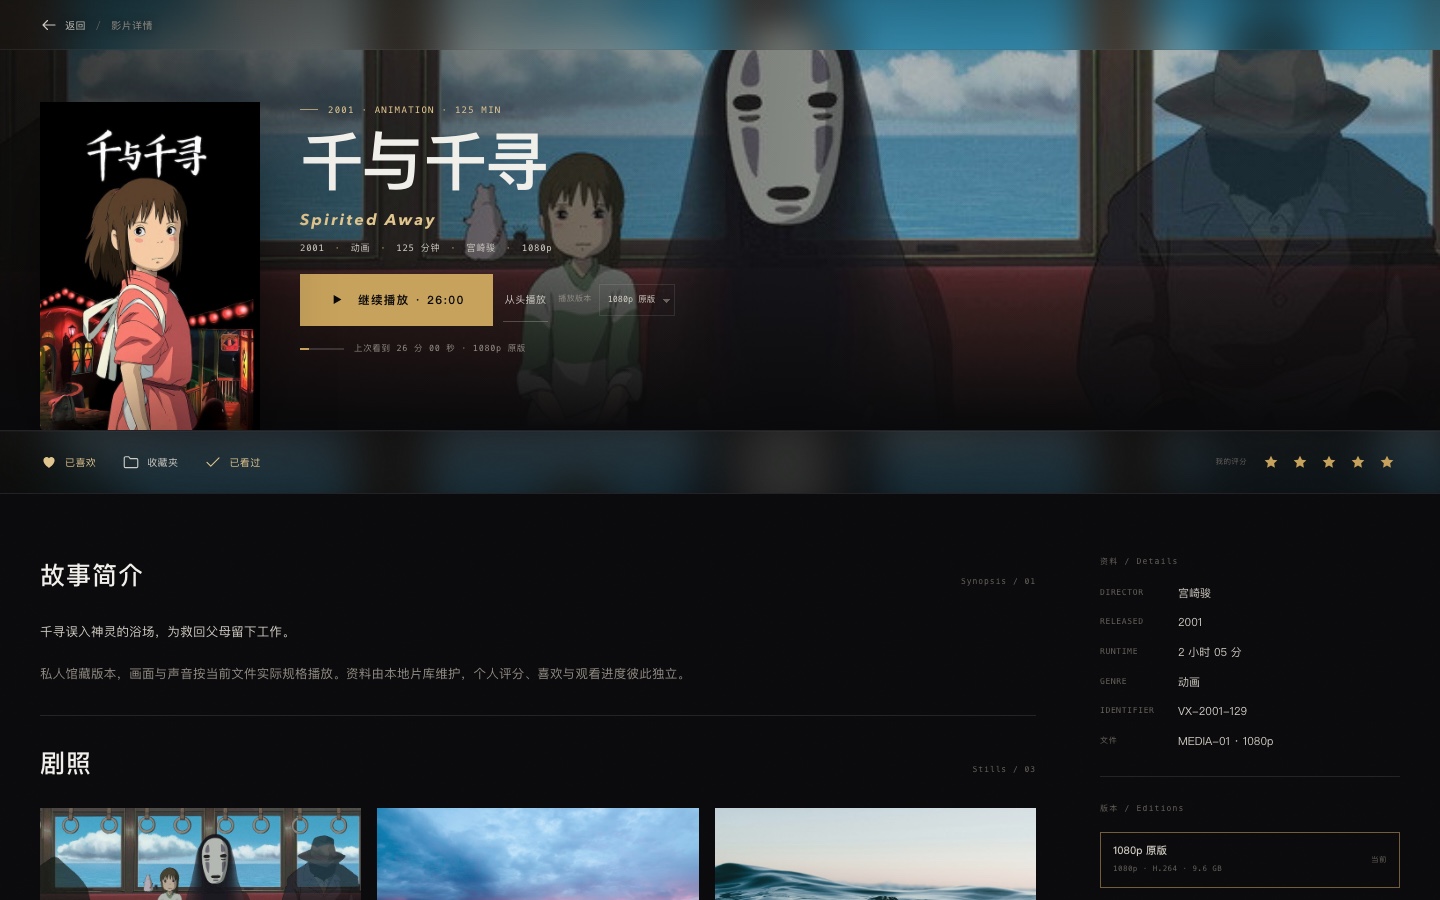 返回 / 影片详情
千与千寻
2001 · ANIMATION · 125 MIN
千与千寻
Spirited Away
2001 · 动画 · 125 分钟 · 宫崎骏 · 1080p
继续播放 · 26:00
从头播放
播放版本
1080p 原版
上次看到 26 分 00 秒 · 1080p 原版
已喜欢
收藏夹
已看过
我的评分
故事简介
Synopsis / 01
千寻误入神灵的浴场，为救回父母留下工作。
私人馆藏版本，画面与声音按当前文件实际规格播放。资料由本地片库维护，个人评分、喜欢与观看进度彼此独立。
剧照
Stills / 03
资料 / Details
DIRECTOR 宫崎骏
RELEASED 2001
RUNTIME 2 小时 05 分
GENRE 动画
IDENTIFIER VX-2001-129
文件 MEDIA-01 · 1080p
版本 / Editions
1080p 原版
1080p · H.264 · 9.6 GB
当前